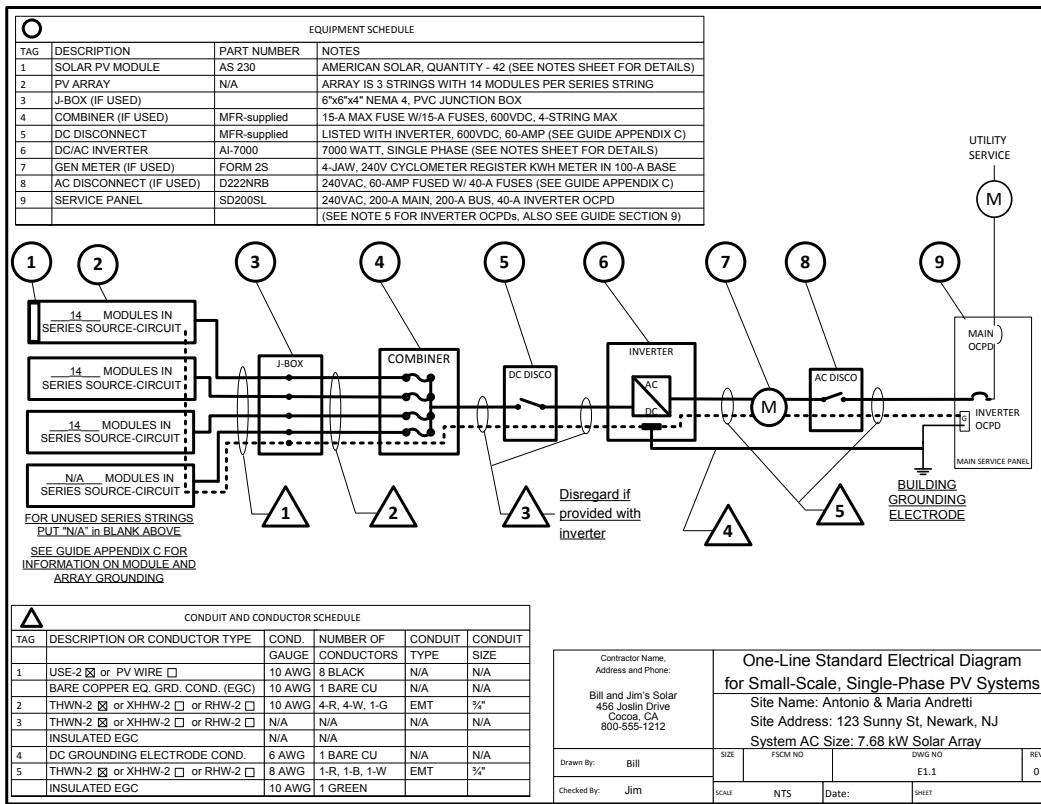 EQUIPMENT SCHEDULE
TAG DESCRIPTION PART NUMBER NOTES
1 SOLAR PV MODULE AS 230 AMERICAN SOLAR, QUANTITY - 42 (SEE NOTES SHEET FOR DETAILS)
2 PV ARRAY N/A ARRAY IS 3 STRINGS WITH 14 MODULES PER SERIES STRING
3 J-BOX (IF USED) 6"x6"x4" NEMA 4, PVC JUNCTION BOX
4 COMBINER (IF USED) MFR-supplied 15-A MAX FUSE W/15-A FUSES, 600VDC, 4-STRING MAX
5 DC DISCONNECT MFR-supplied LISTED WITH INVERTER, 600VDC, 60-AMP (SEE GUIDE APPENDIX C)
6 DC/AC INVERTER AI-7000 7000 WATT, SINGLE PHASE (SEE NOTES SHEET FOR DETAILS)
7 GEN METER (IF USED) FORM 2S 4-JAW, 240V CYCLOMETER REGISTER KWH METER IN 100-A BASE
8 AC DISCONNECT (IF USED) D222NRB 240VAC, 60-AMP FUSED W/ 40-A FUSES (SEE GUIDE APPENDIX C)
9 SERVICE PANEL SD200SL 240VAC, 200-A MAIN, 200-A BUS, 40-A INVERTER OCPD
(SEE NOTE 5 FOR INVERTER OCPDs, ALSO SEE GUIDE SECTION 9)
UTILITY
SERVICE
M
1 2 3 4 5 6 7 8 9
14 MODULES IN
SERIES SOURCE-CIRCUIT
14 MODULES IN
SERIES SOURCE-CIRCUIT
14 MODULES IN
SERIES SOURCE-CIRCUIT
N/A MODULES IN
SERIES SOURCE-CIRCUIT
FOR UNUSED SERIES STRINGS
PUT "N/A" in BLANK ABOVE
SEE GUIDE APPENDIX C FOR
INFORMATION ON MODULE AND
ARRAY GROUNDING
J-BOX
COMBINER
DC DISCO
INVERTER
AC
DC
M
AC DISCO
MAIN
OCPD
INVERTER
OCPD
G
MAIN SERVICE PANEL
BUILDING
GROUNDING
ELECTRODE
1
2
3
Disregard if
provided with
inverter
4
5
CONDUIT AND CONDUCTOR SCHEDULE
TAG DESCRIPTION OR CONDUCTOR TYPE COND. NUMBER OF CONDUIT CONDUIT
GAUGE CONDUCTORS TYPE SIZE
1 USE-2 ☒ or PV WIRE ☐ 10 AWG 8 BLACK N/A N/A
BARE COPPER EQ. GRD. COND. (EGC) 10 AWG 1 BARE CU N/A N/A
2 THWN-2 ☒ or XHHW-2 ☐ or RHW-2 ☐ 10 AWG 4-R, 4-W, 1-G EMT ¾"
3 THWN-2 ☒ or XHHW-2 ☐ or RHW-2 ☐ N/A N/A N/A N/A
INSULATED EGC N/A N/A
4 DC GROUNDING ELECTRODE COND. 6 AWG 1 BARE CU N/A N/A
5 THWN-2 ☒ or XHHW-2 ☐ or RHW-2 ☐ 8 AWG 1-R, 1-B, 1-W EMT ¾"
INSULATED EGC 10 AWG 1 GREEN
Contractor Name,
Address and Phone:
Bill and Jim's Solar
456 Joslin Drive
Cocoa, CA
800-555-1212
One-Line Standard Electrical Diagram
for Small-Scale, Single-Phase PV Systems
Site Name: Antonio & Maria Andretti
Site Address: 123 Sunny St, Newark, NJ
System AC Size: 7.68 kW Solar Array
Drawn By: Bill
SIZE FSCM NO DWG NO REV
E1.1 0
Checked By: Jim
SCALE NTS Date: SHEET